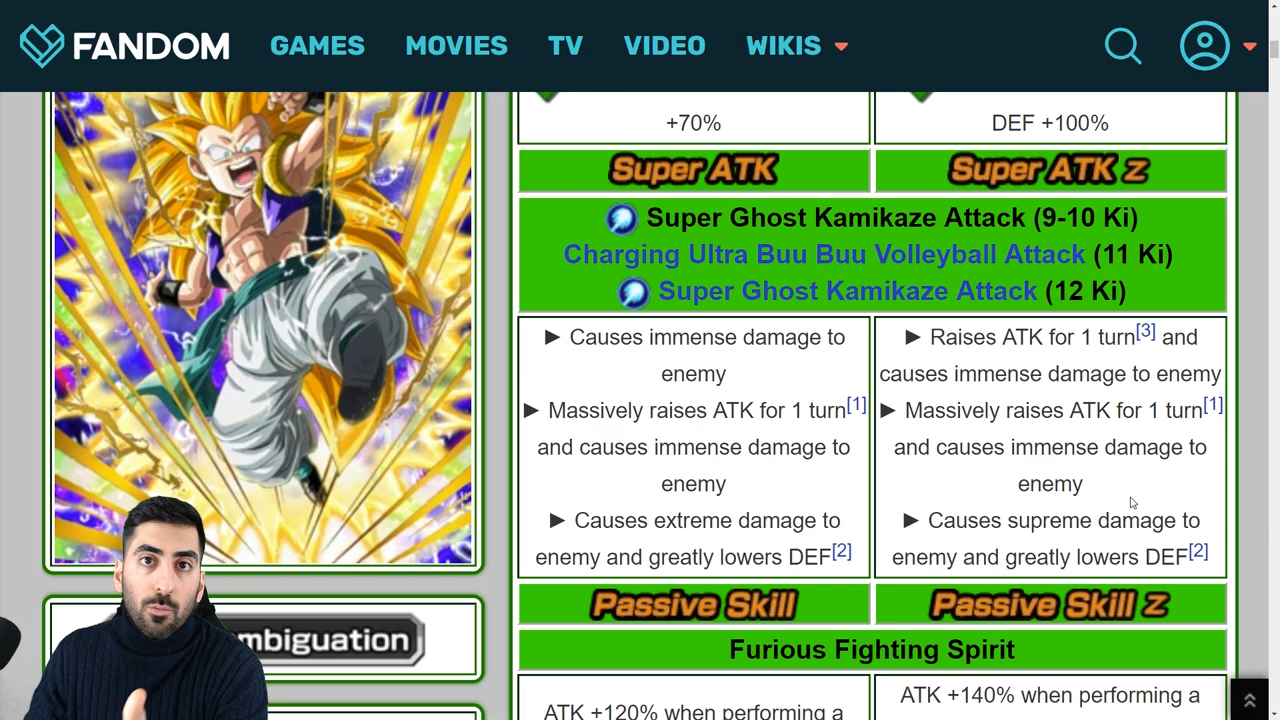 FANDOM
GAMES MOVIES TV VIDEO WIKIS
+70%
DEF +100%
Super ATK
Super ATK Z
Super Ghost Kamikaze Attack (9-10 Ki)
Charging Ultra Buu Buu Volleyball Attack (11 Ki)
Super Ghost Kamikaze Attack (12 Ki)
► Causes immense damage to
enemy
► Massively raises ATK for 1 turn[1]
and causes immense damage to
enemy
► Causes extreme damage to
enemy and greatly lowers DEF[2]
► Raises ATK for 1 turn[3] and
causes immense damage to enemy
► Massively raises ATK for 1 turn[1]
and causes immense damage to
enemy
► Causes supreme damage to
enemy and greatly lowers DEF[2]
mbiguation
Passive Skill
Passive Skill Z
Furious Fighting Spirit
ATK +120% when performing a
ATK +140% when performing a